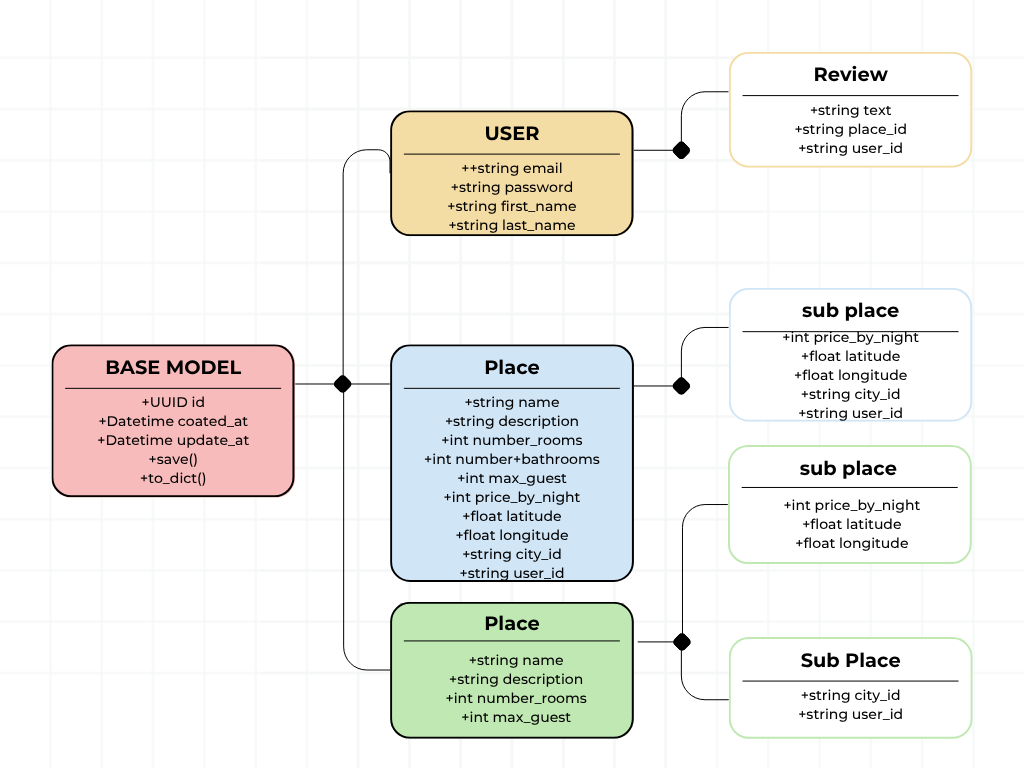 Review
+string text
+string place_id
+string user_id
USER
++string email
+string password
+string first_name
+string last_name
sub place
+int price_by_night
+float latitude
+float longitude
+string city_id
+string user_id
BASE MODEL
+UUID id
+Datetime coated_at
+Datetime update_at
+save()
+to_dict()
Place
+string name
+string description
+int number_rooms
+int number+bathrooms
+int max_guest
+int price_by_night
+float latitude
+float longitude
+string city_id
+string user_id
sub place
+int price_by_night
+float latitude
+float longitude
Place
+string name
+string description
+int number_rooms
+int max_guest
Sub Place
+string city_id
+string user_id